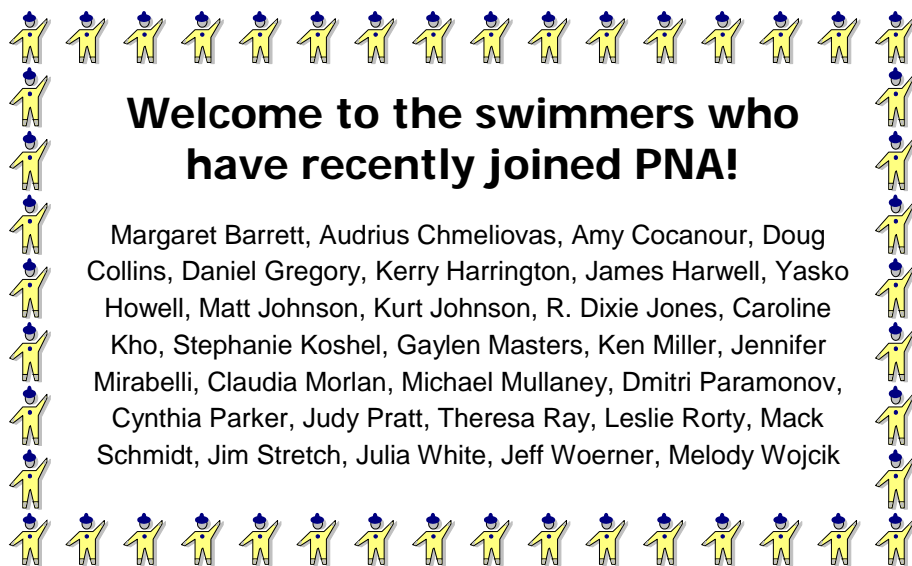 Welcome to the swimmers who
have recently joined PNA!
Margaret Barrett, Audrius Chmeliovas, Amy Cocanour, Doug
Collins, Daniel Gregory, Kerry Harrington, James Harwell, Yasko
Howell, Matt Johnson, Kurt Johnson, R. Dixie Jones, Caroline
Kho, Stephanie Koshel, Gaylen Masters, Ken Miller, Jennifer
Mirabelli, Claudia Morlan, Michael Mullaney, Dmitri Paramonov,
Cynthia Parker, Judy Pratt, Theresa Ray, Leslie Rorty, Mack
Schmidt, Jim Stretch, Julia White, Jeff Woerner, Melody Wojcik